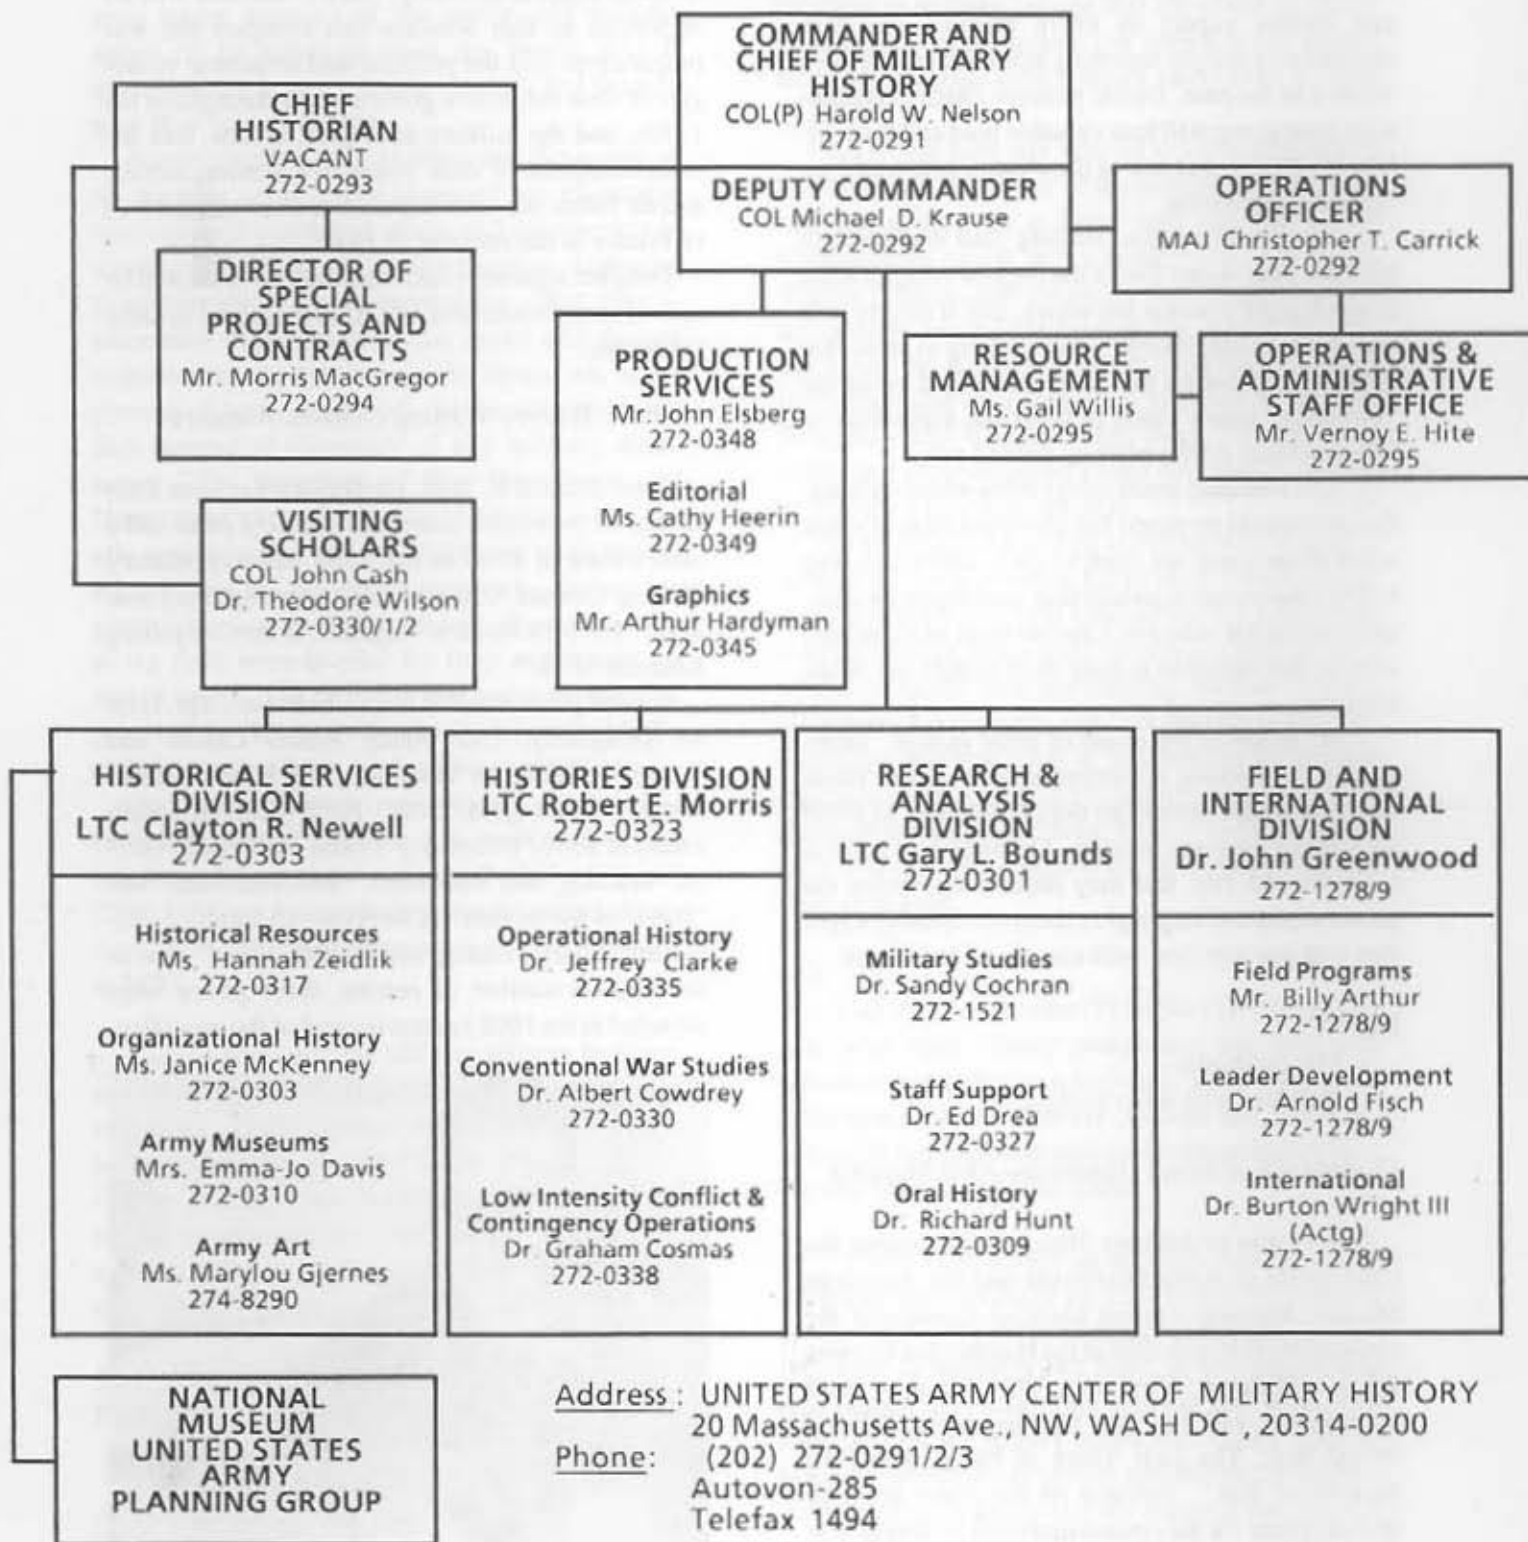 COMMANDER AND
CHIEF OF MILITARY
HISTORY
COL(P) Harold W. Nelson
272-0291
DEPUTY COMMANDER
COL Michael D. Krause
272-0292
CHIEF
HISTORIAN
VACANT
272-0293
OPERATIONS
OFFICER
MAJ Christopher T. Carrick
272-0292
DIRECTOR OF
SPECIAL
PROJECTS AND
CONTRACTS
Mr. Morris MacGregor
272-0294
PRODUCTION
SERVICES
Mr. John Elsberg
272-0348
Editorial
Ms. Cathy Heerin
272-0349
Graphics
Mr. Arthur Hardyman
272-0345
RESOURCE
MANAGEMENT
Ms. Gail Willis
272-0295
OPERATIONS &
ADMINISTRATIVE
STAFF OFFICE
Mr. Vernoy E. Hite
272-0295
VISITING
SCHOLARS
COL John Cash
Dr. Theodore Wilson
272-0330/1/2
HISTORICAL SERVICES
DIVISION
LTC Clayton R. Newell
272-0303
Historical Resources
Ms. Hannah Zeidlik
272-0317
Organizational History
Ms. Janice McKenney
272-0303
Army Museums
Mrs. Emma-Jo Davis
272-0310
Army Art
Ms. Marylou Gjernes
274-8290
HISTORIES DIVISION
LTC Robert E. Morris
272-0323
Operational History
Dr. Jeffrey Clarke
272-0335
Conventional War Studies
Dr. Albert Cowdrey
272-0330
Low Intensity Conflict &
Contingency Operations
Dr. Graham Cosmas
272-0338
RESEARCH &
ANALYSIS
DIVISION
LTC Gary L. Bounds
272-0301
Military Studies
Dr. Sandy Cochran
272-1521
Staff Support
Dr. Ed Drea
272-0327
Oral History
Dr. Richard Hunt
272-0309
FIELD AND
INTERNATIONAL
DIVISION
Dr. John Greenwood
272-1278/9
Field Programs
Mr. Billy Arthur
272-1278/9
Leader Development
Dr. Arnold Fisch
272-1278/9
International
Dr. Burton Wright III
(Actg)
272-1278/9
NATIONAL
MUSEUM
UNITED STATES
ARMY
PLANNING GROUP
Address: UNITED STATES ARMY CENTER OF MILITARY HISTORY
20 Massachusetts Ave., NW, WASH DC , 20314-0200
Phone: (202) 272-0291/2/3
Autovon-285
Telefax 1494